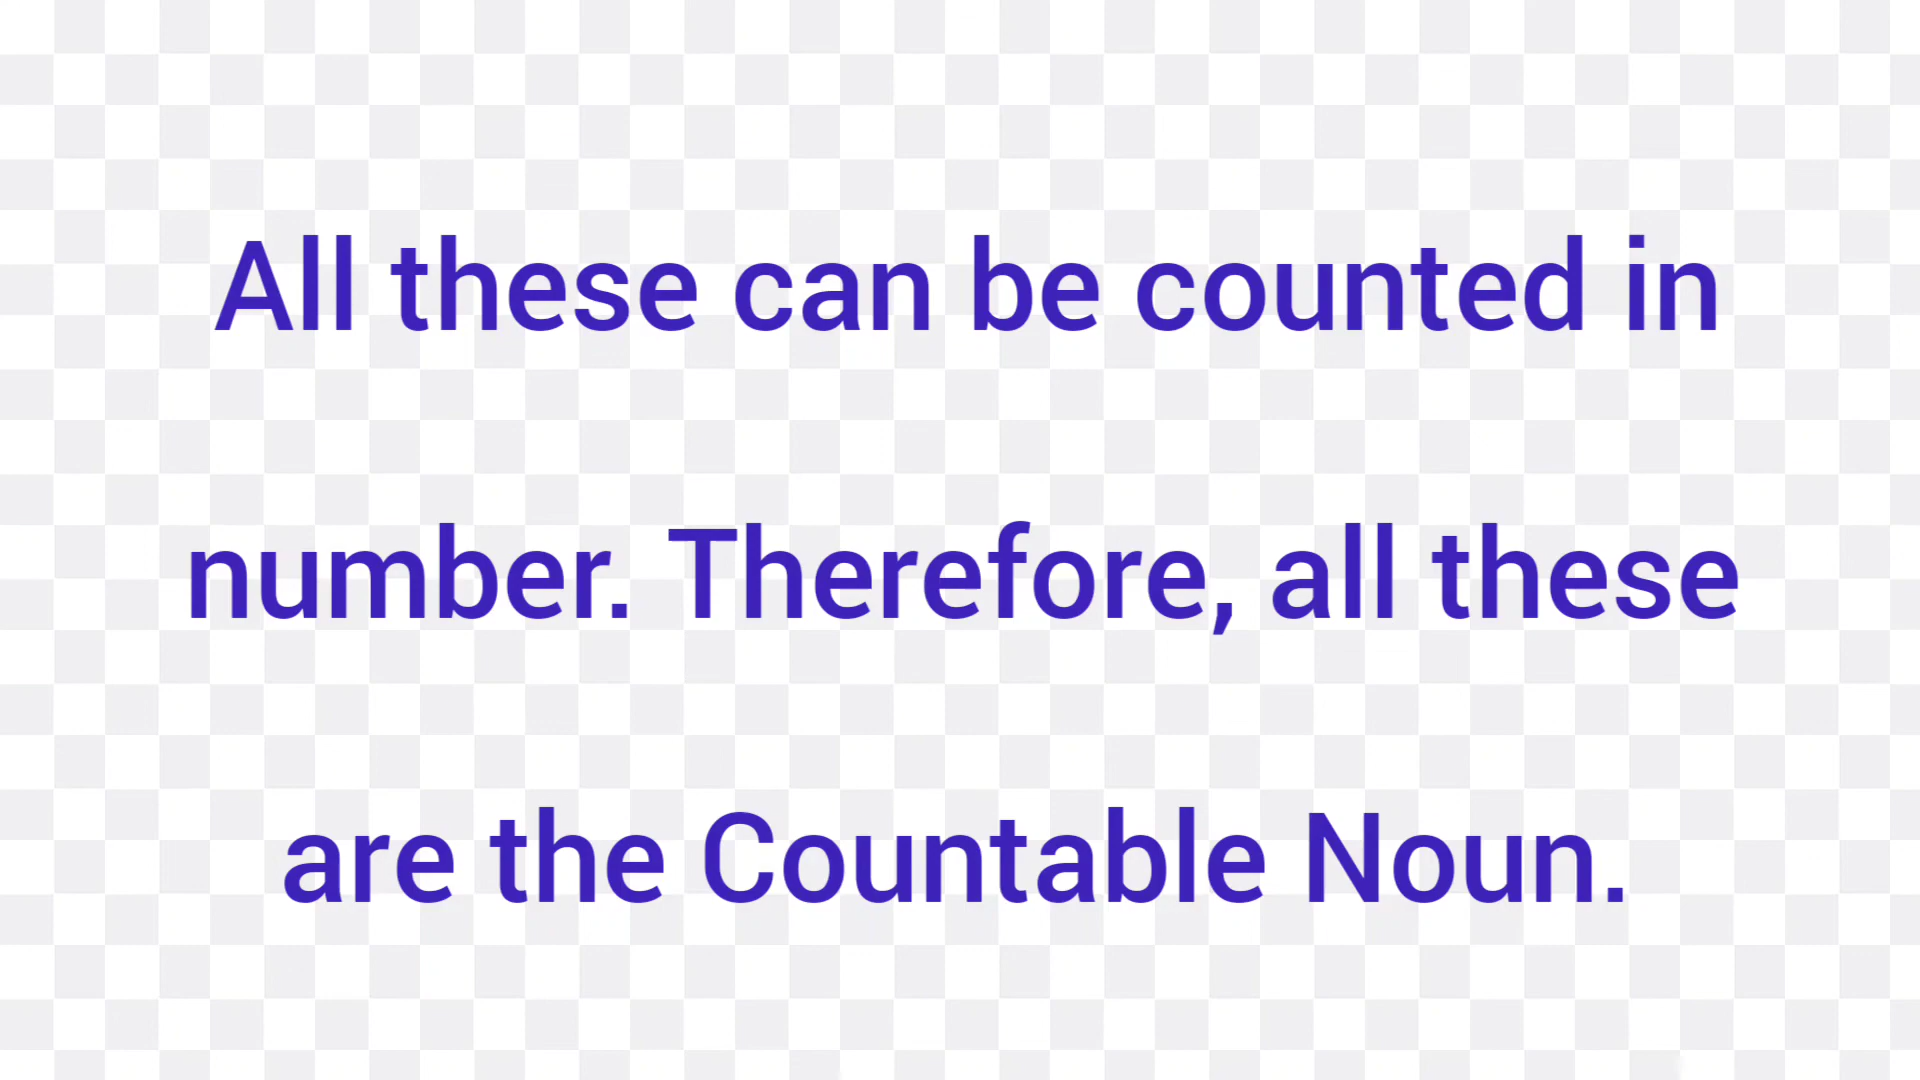 All these can be counted in
number. Therefore, all these
are the Countable Noun.